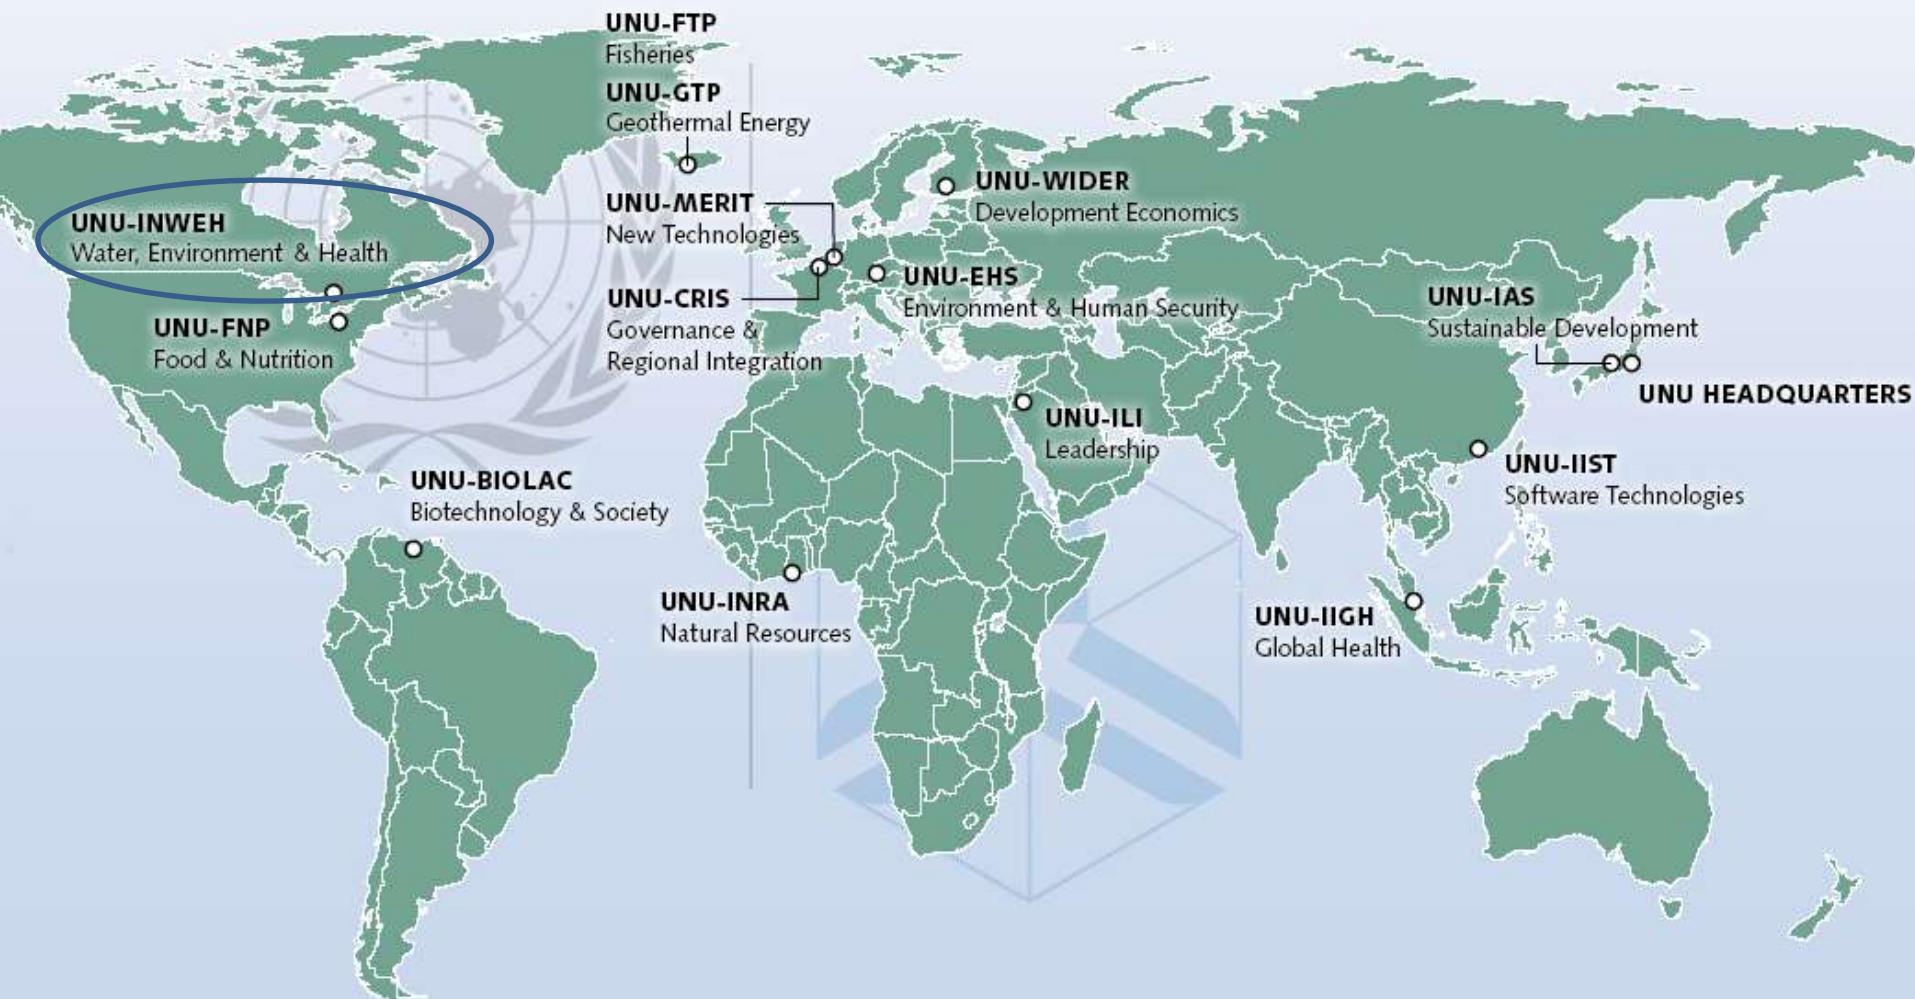 UNU-FTP
Fisheries
UNU-GTP
Geothermal Energy
UNU-INWEH
Water, Environment & Health
UNU-FNP
Food & Nutrition
UNU-MERIT
New Technologies
UNU-WIDER
Development Economics
UNU-CRIS
Governance &
Regional Integration
UNU-EHS
Environment & Human Security
UNU-IAS
Sustainable Development
UNU HEADQUARTERS
UNU-ILI
Leadership
UNU-IIST
Software Technologies
UNU-BIOLAC
Biotechnology & Society
UNU-INRA
Natural Resources
UNU-IIGH
Global Health